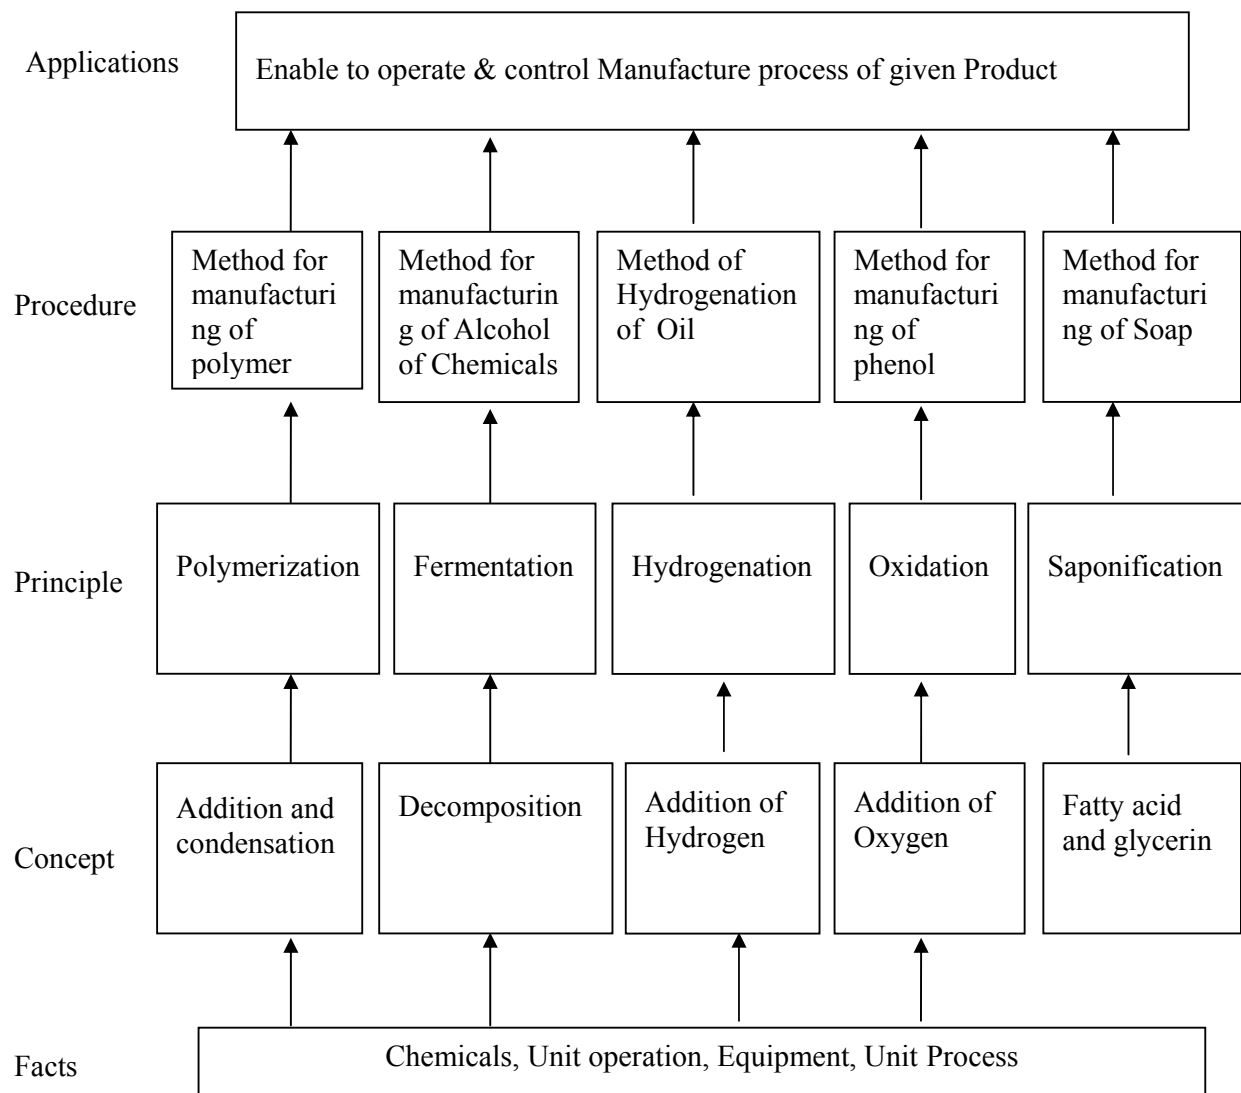 Applications
Enable to operate & control Manufacture process of given Product
Procedure
Method for
manufacturi
ng of
polymer
Method for
manufacturin
g of Alcohol
of Chemicals
Method of
Hydrogenation
of Oil
Method for
manufacturi
ng of
phenol
Method for
manufacturi
ng of Soap
Principle
Polymerization
Fermentation
Hydrogenation
Oxidation
Saponification
Concept
Addition and
condensation
Decomposition
Addition of
Hydrogen
Addition of
Oxygen
Fatty acid
and glycerin
Facts
Chemicals, Unit operation, Equipment, Unit Process